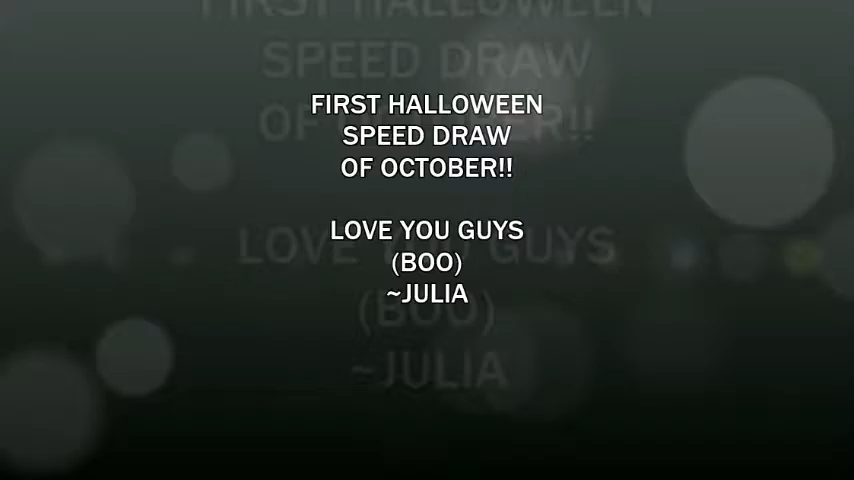 FIRST HALLOWEEN
SPEED DRAW
OF OCTOBER!!
LOVE YOU GUYS
(BOO)
~JULIA